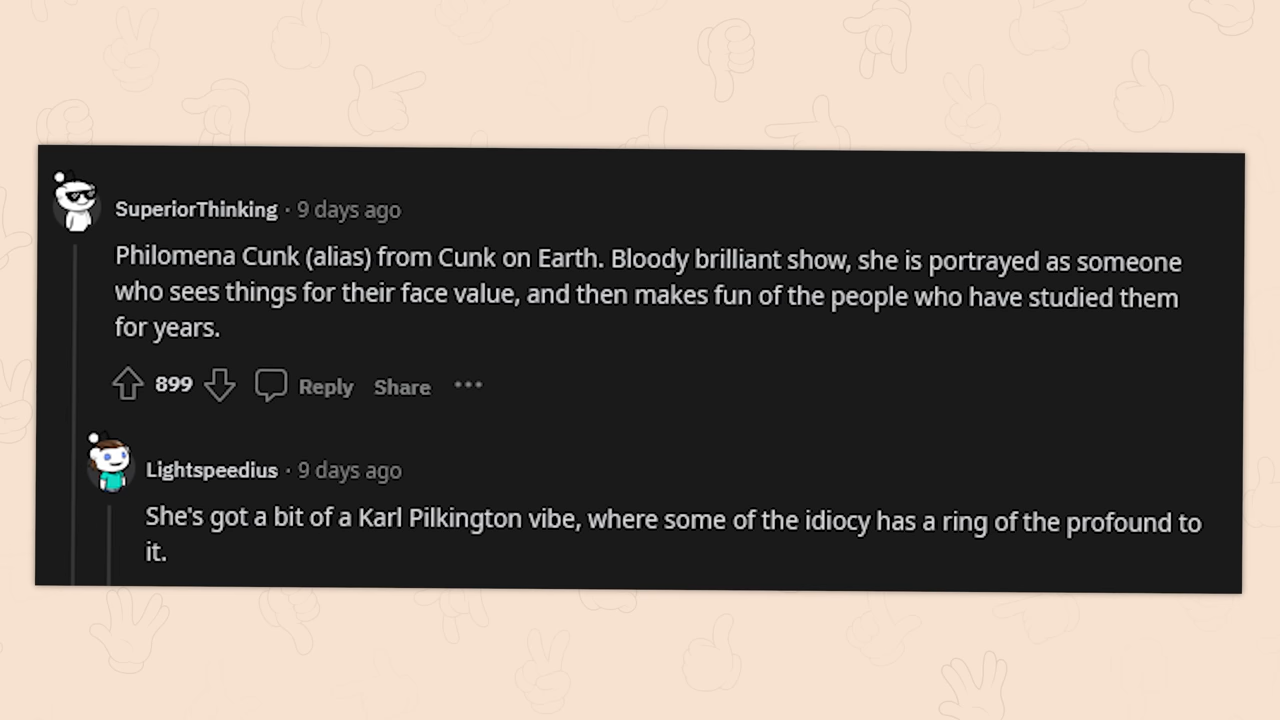 SuperiorThinking · 9 days ago
Philomena Cunk (alias) from Cunk on Earth. Bloody brilliant show, she is portrayed as someone
who sees things for their face value, and then makes fun of the people who have studied them
for years.
899 Reply Share •••
Lightspeedius · 9 days ago
She's got a bit of a Karl Pilkington vibe, where some of the idiocy has a ring of the profound to
it.